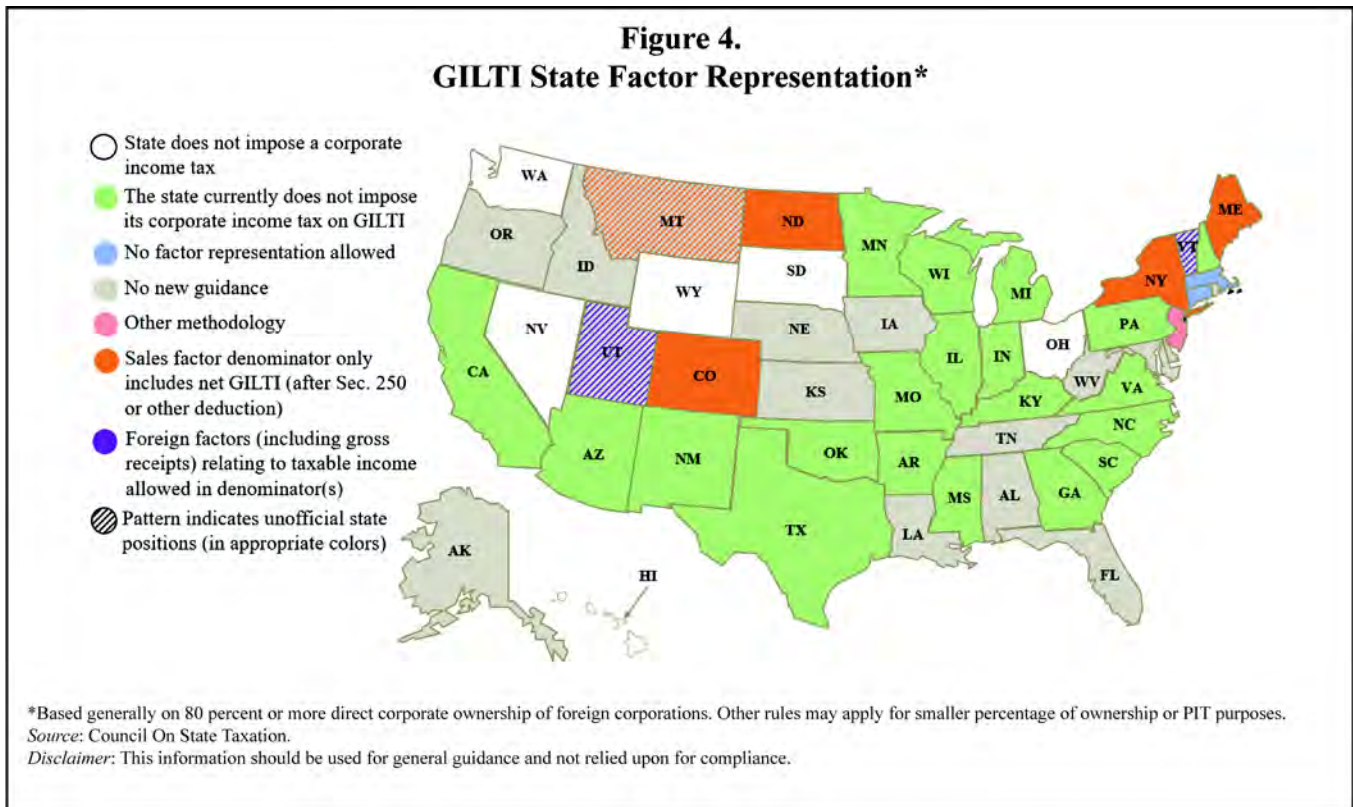 Figure 4.
GILTI State Factor Representation*
State does not impose a corporate
income tax
The state currently does not impose
its corporate income tax on GILTI
No factor representation allowed
No new guidance
Other methodology
Sales factor denominator only
includes net GILTI (after Sec. 250
or other deduction)
Foreign factors (including gross
receipts) relating to taxable income
allowed in denominator(s)
Pattern indicates unofficial state
positions (in appropriate colors)
WA
MT
ND
ME
OR
MN
VT
ID
SD
WI
NY
WY
MI
NV
NE
IA
PA
UT
IL
IN
OH
CA
CO
KS
MO
WV
VA
KY
AZ
NM
OK
TN
NC
AR
SC
MS
AL
GA
TX
LA
AK
HI
FL
*Based generally on 80 percent or more direct corporate ownership of foreign corporations. Other rules may apply for smaller percentage of ownership or PIT purposes.
Source: Council On State Taxation.
Disclaimer: This information should be used for general guidance and not relied upon for compliance.